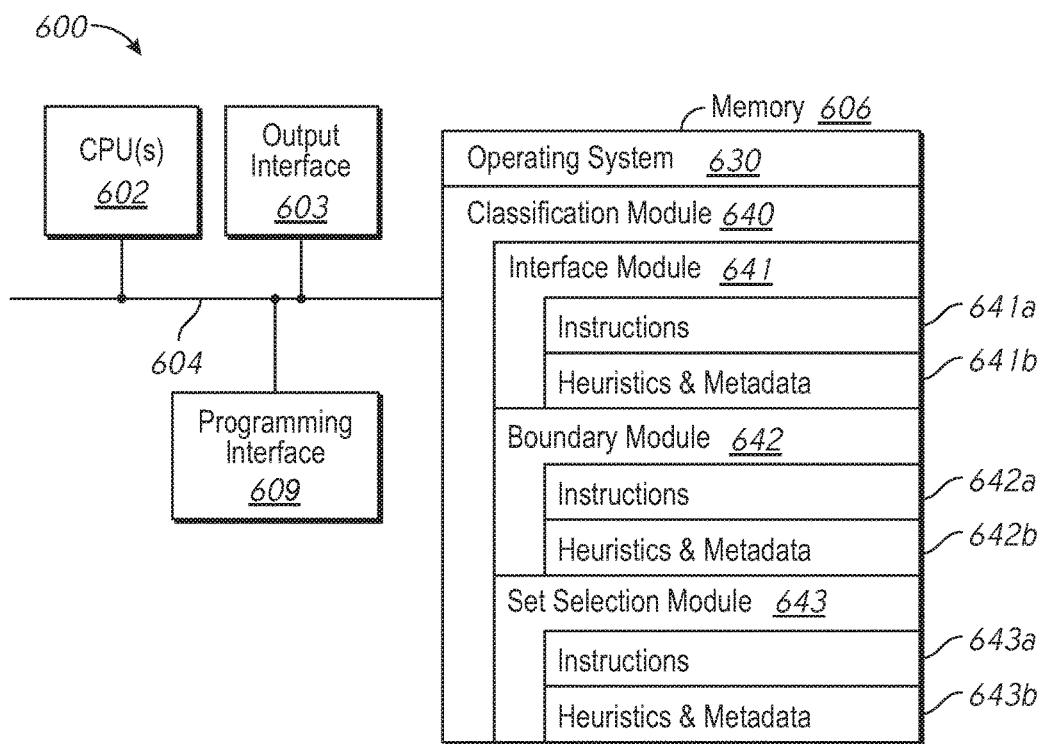 600
CPU(s)
602
Output
Interface
603
604
Programming
Interface
609
Memory 606
Operating System 630
Classification Module 640
Interface Module 641
Instructions
641a
Heuristics & Metadata
641b
Boundary Module 642
Instructions
642a
Heuristics & Metadata
642b
Set Selection Module 643
Instructions
643a
Heuristics & Metadata
643b